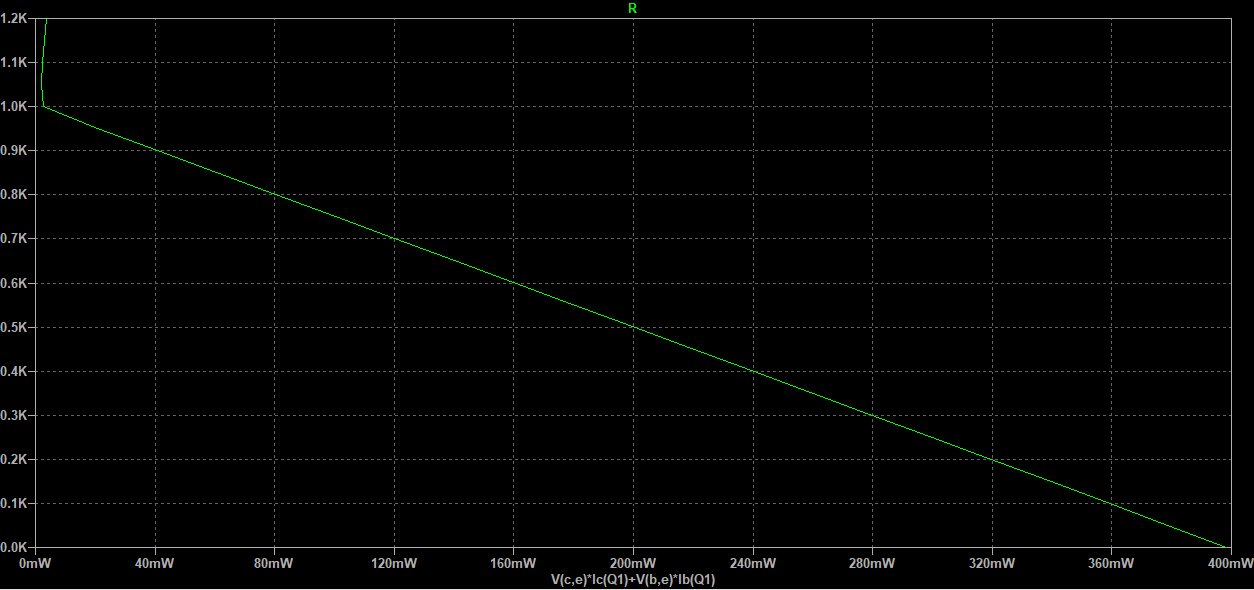 R
1.2K
1.1K
1.0K
0.9K
0.8K
0.7K
0.6K
0.5K
0.4K
0.3K
0.2K
0.1K
0.0K
0mW 40mW 80mW 120mW 160mW 200mW 240mW 280mW 320mW 360mW 400mW
V(c,e)*Ic(Q1)+V(b,e)*Ib(Q1)